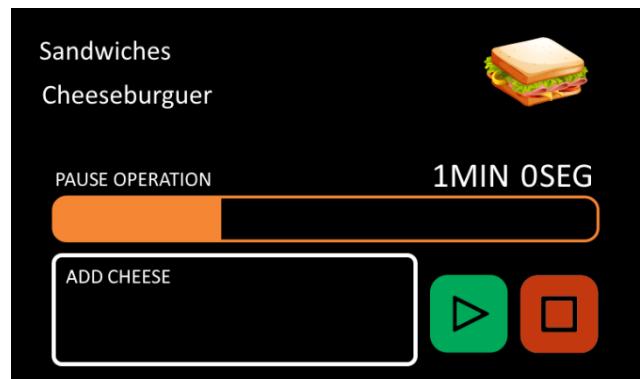 Sandwiches
Cheeseburguer
PAUSE OPERATION
1MIN 0SEG
ADD CHEESE